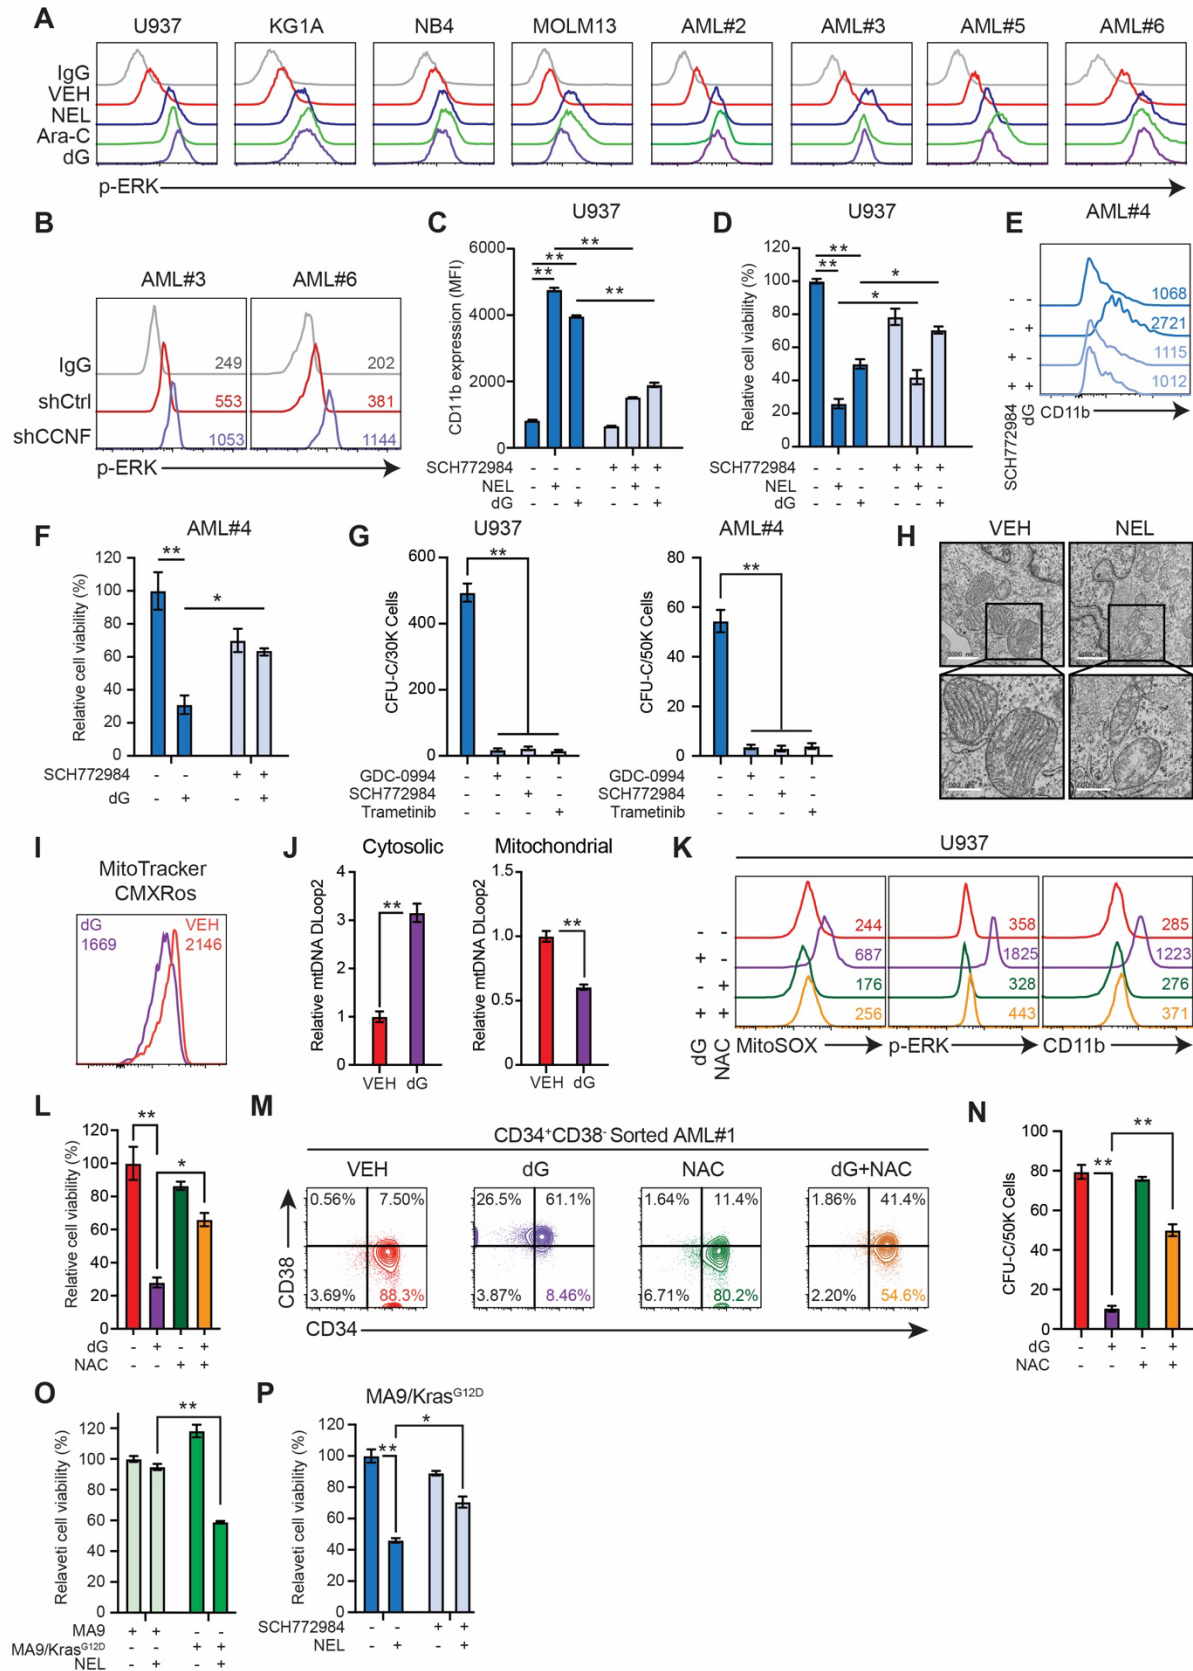 A
U937 KG1A NB4 MOLM13 AML#2 AML#3 AML#5 AML#6
IgG
VEH
NEL
Ara-C
dG
p-ERK
B
AML#3 AML#6
IgG 249 202
shCtrl 553 381
shCCNF 1053 1144
p-ERK
C
U937
CD11b expression (MFI)
6000
4000
2000
0
** ** ** **
SCH772984 - - - + + +
NEL - + - - + -
dG - - + - - +
D
U937
Relative cell viability (%)
120
100
80
60
40
20
0
** ** * *
SCH772984 - - - + + +
NEL - + - - + -
dG - - + - - +
E
AML#4
- - 1068
- + 2721
+ - 1115
+ + 1012
CD11b
SCH772984
dG
F
AML#4
Relative cell viability (%)
120
100
80
60
40
20
0
** *
SCH772984 - - + +
dG - + - +
G
U937
CFU-C/30K Cells
600
400
200
0
**
GDC-0994 - + - -
SCH772984 - - + -
Trametinib - - - +
AML#4
CFU-C/50K Cells
80
60
40
20
0
**
GDC-0994 - + - -
SCH772984 - - + -
Trametinib - - - +
H
VEH NEL
1000 nm
I
MitoTracker
CMXRos
dG VEH
1669 2146
J
Cytosolic
Relative mtDNA DLoop2
4
3
2
1
0
**
VEH dG
Mitochondrial
Relative mtDNA DLoop2
1.5
1.0
0.5
0
**
VEH dG
K
U937
- - 244 358 285
+ - 687 1825 1223
- + 176 328 276
+ + 256 443 371
MitoSOX p-ERK CD11b
dG
NAC
L
Relative cell viability (%)
120
100
80
60
40
20
0
** *
dG - + - +
NAC - - + +
M
CD34+CD38- Sorted AML#1
VEH dG NAC dG+NAC
0.56% 7.50% 26.5% 61.1% 1.64% 11.4% 1.86% 41.4%
3.69% 88.3% 3.87% 8.46% 6.71% 80.2% 2.20% 54.6%
CD38
CD34
N
CFU-C/50K Cells
100
80
60
40
20
0
** **
dG - + - +
NAC - - + +
O
Relaveti cell viability (%)
120
100
80
60
40
20
0
**
MA9 + + - -
MA9/KrasG12D - - + +
NEL - + - +
P
MA9/KrasG12D
Relaveti cell viability (%)
120
100
80
60
40
20
0
** *
SCH772984 - - + +
NEL - + - +